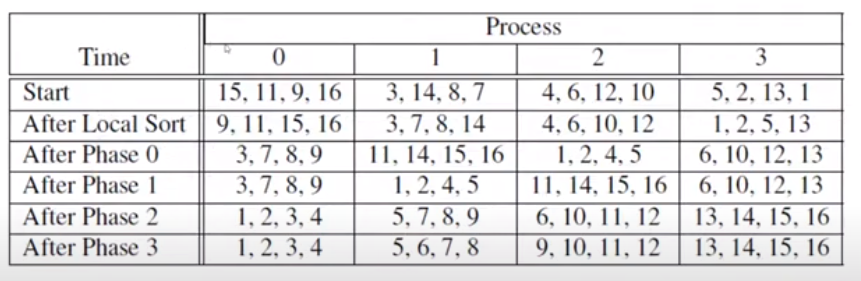 Process
Time 0 1 2 3
Start 15, 11, 9, 16 3, 14, 8, 7 4, 6, 12, 10 5, 2, 13, 1
After Local Sort 9, 11, 15, 16 3, 7, 8, 14 4, 6, 10, 12 1, 2, 5, 13
After Phase 0 3, 7, 8, 9 11, 14, 15, 16 1, 2, 4, 5 6, 10, 12, 13
After Phase 1 3, 7, 8, 9 1, 2, 4, 5 11, 14, 15, 16 6, 10, 12, 13
After Phase 2 1, 2, 3, 4 5, 7, 8, 9 6, 10, 11, 12 13, 14, 15, 16
After Phase 3 1, 2, 3, 4 5, 6, 7, 8 9, 10, 11, 12 13, 14, 15, 16